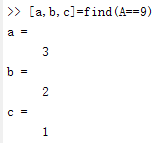 >> [a,b,c]=find(A==9)
a =
3
b =
2
c =
1